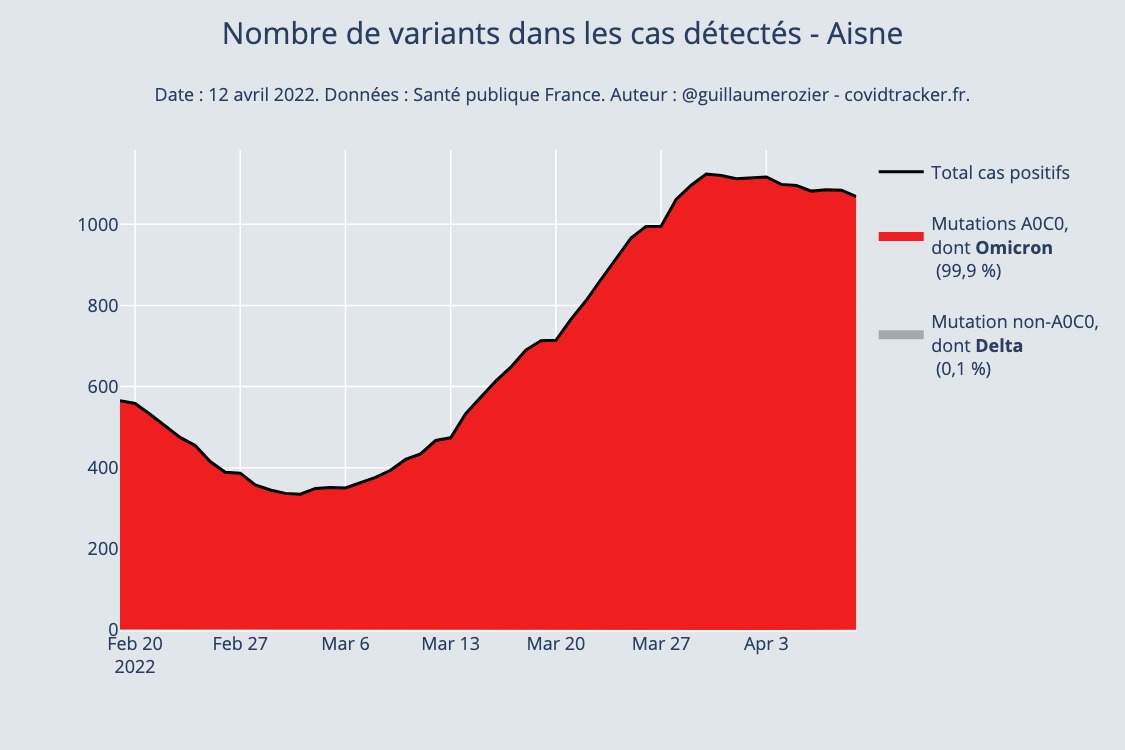 Nombre de variants dans les cas détectés - Aisne
Date : 12 avril 2022. Données : Santé publique France. Auteur : @guillaumerozier - covidtracker.fr.
Total cas positifs
Mutations A0C0,
dont Omicron
(99,9 %)
Mutation non-A0C0,
dont Delta
(0,1 %)
1000
800
600
400
200
0
Feb 20 Feb 27 Mar 6 Mar 13 Mar 20 Mar 27 Apr 3
2022